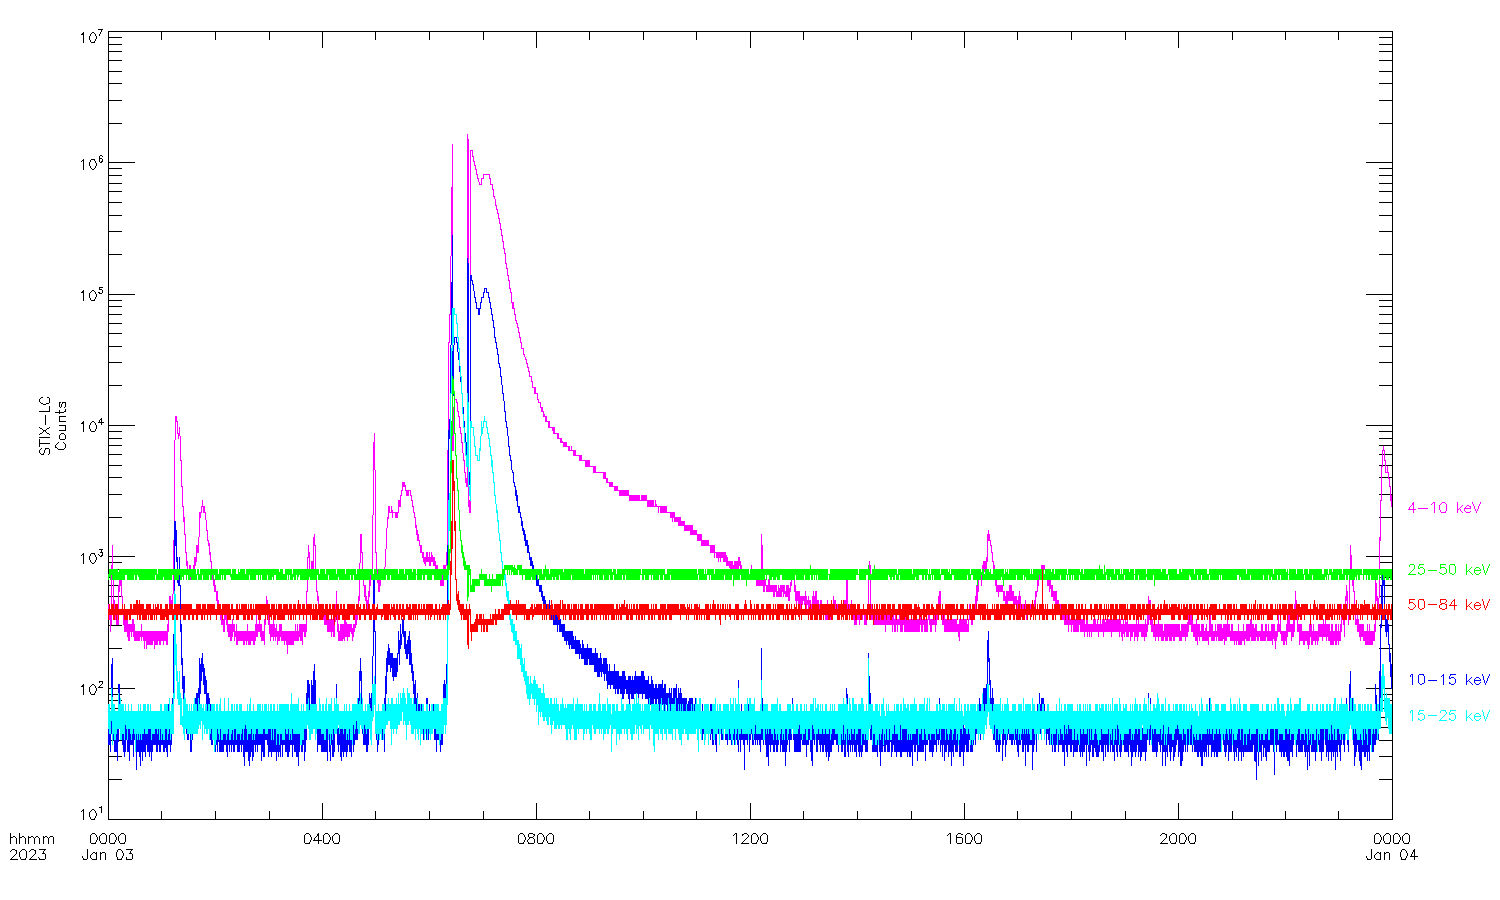 10⁷
10⁶
10⁵
10⁴
10³
10²
10¹
STIX-LC
Counts
4-10 keV
25-50 keV
50-84 keV
10-15 keV
15-25 keV
hhmm 0000 0400 0800 1200 1600 2000 0000
2023 Jan 03 Jan 04